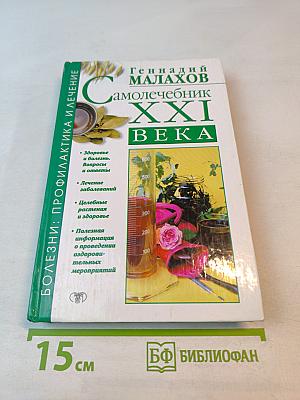 БОЛЕЗНИ: ПРОФИЛАКТИКА И ЛЕЧЕНИЕ
Геннадий
МАЛАХОВ
Самолечебник
XXI
ВЕКА
• Здоровье
и болезнь.
Вопросы
и ответы
• Лечение
заболеваний
• Целебные
растения
и здоровье
• Полезная
информация
о проведении
оздорови-
тельных
мероприятий
15 см
БФ БИБЛИОФАН